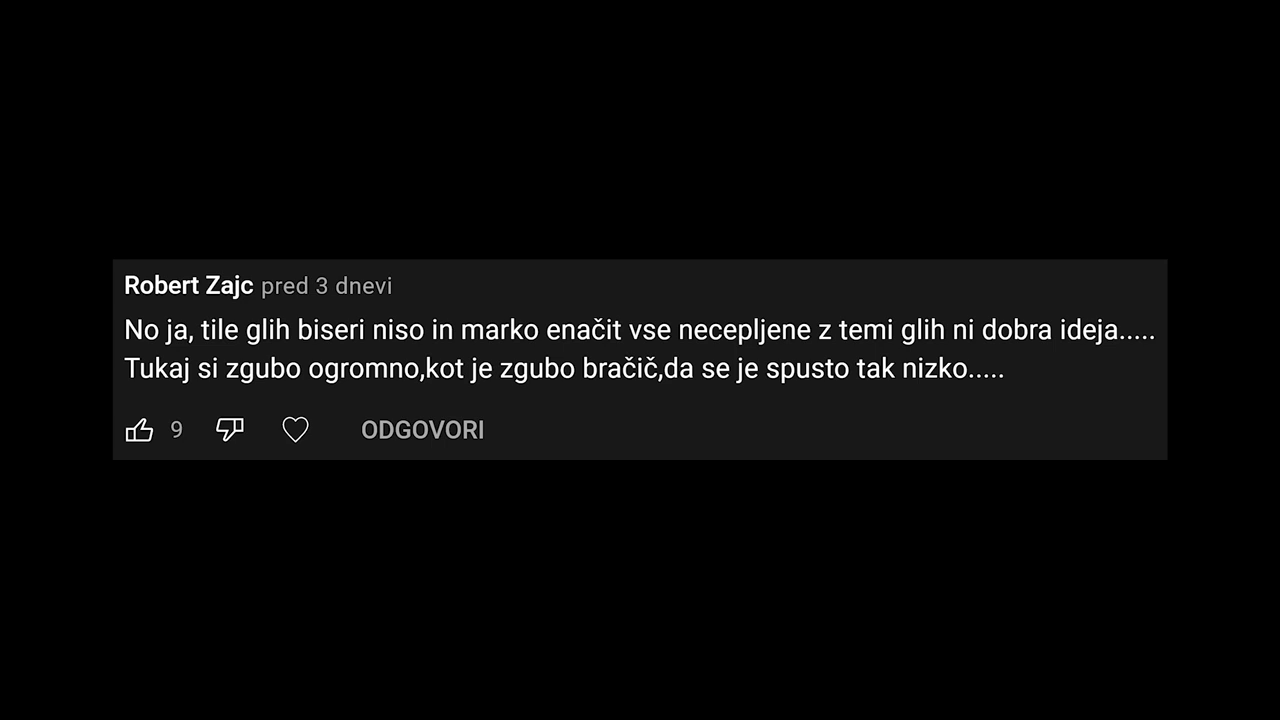 Robert Zajc pred 3 dnevi
No ja, tile glih biseri niso in marko enačit vse necepljene z temi glih ni dobra ideja.....
Tukaj si zgubo ogromno,kot je zgubo bračič,da se je spusto tak nizko.....
9 ODGOVORI